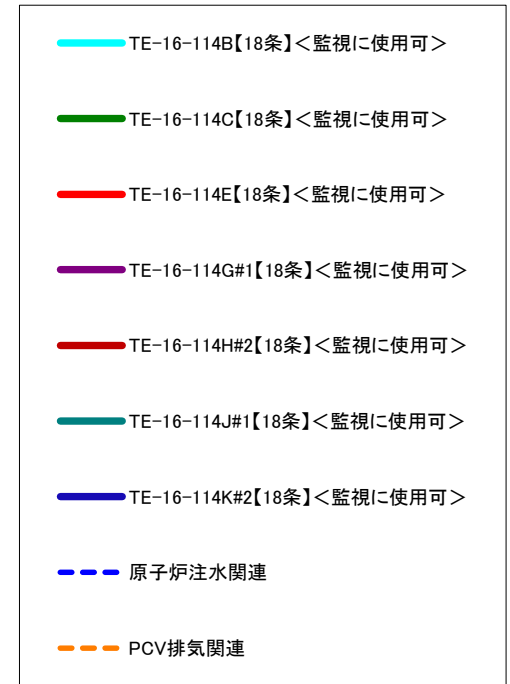 TE-16-114B【18条】＜監視に使用可＞
TE-16-114C【18条】＜監視に使用可＞
TE-16-114E【18条】＜監視に使用可＞
TE-16-114G#1【18条】＜監視に使用可＞
TE-16-114H#2【18条】＜監視に使用可＞
TE-16-114J#1【18条】＜監視に使用可＞
TE-16-114K#2【18条】＜監視に使用可＞
原子炉注水関連
PCV排気関連